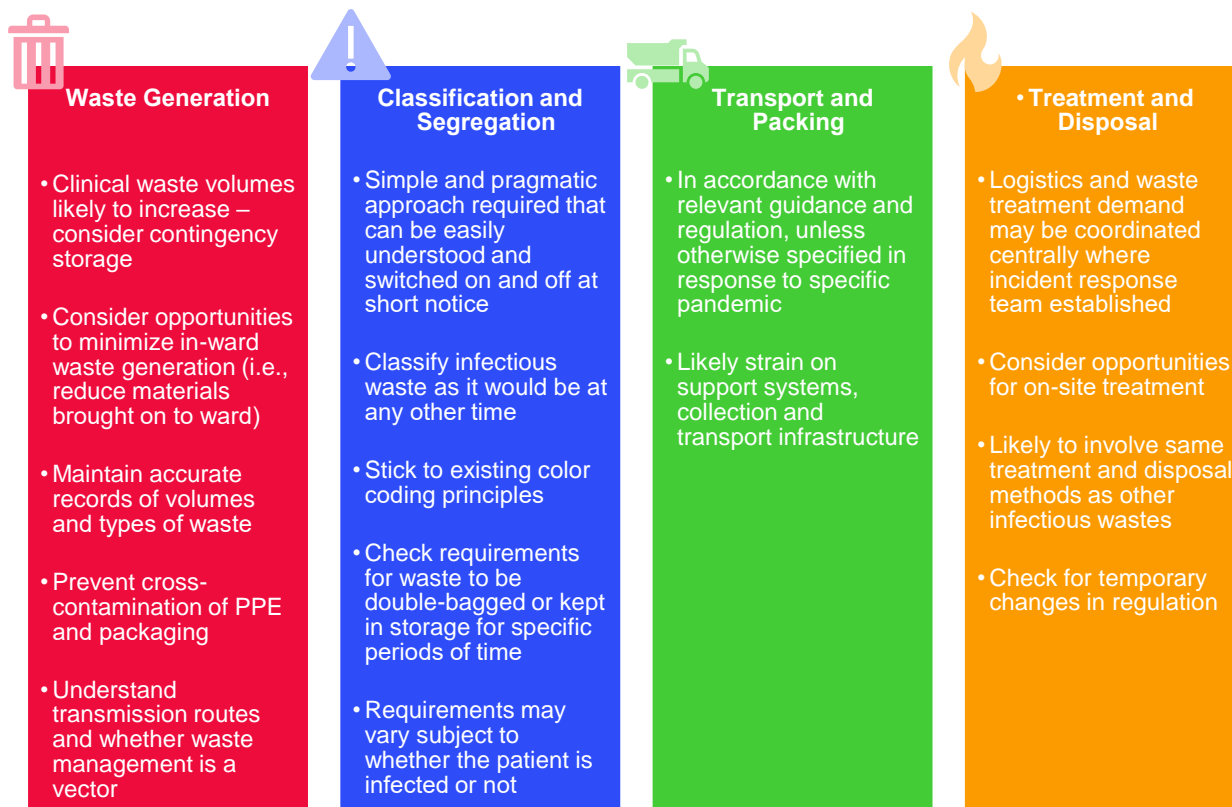 Waste Generation
• Clinical waste volumes
likely to increase –
consider contingency
storage
• Consider opportunities
to minimize in-ward
waste generation (i.e.,
reduce materials
brought on to ward)
• Maintain accurate
records of volumes
and types of waste
• Prevent cross-
contamination of PPE
and packaging
• Understand
transmission routes
and whether waste
management is a
vector
Classification and
Segregation
• Simple and pragmatic
approach required that
can be easily
understood and
switched on and off at
short notice
• Classify infectious
waste as it would be at
any other time
• Stick to existing color
coding principles
• Check requirements
for waste to be
double-bagged or kept
in storage for specific
periods of time
• Requirements may
vary subject to
whether the patient is
infected or not
Transport and
Packing
• In accordance with
relevant guidance and
regulation, unless
otherwise specified in
response to specific
pandemic
• Likely strain on
support systems,
collection and
transport infrastructure
• Treatment and
Disposal
• Logistics and waste
treatment demand
may be coordinated
centrally where
incident response
team established
• Consider opportunities
for on-site treatment
• Likely to involve same
treatment and disposal
methods as other
infectious wastes
• Check for temporary
changes in regulation